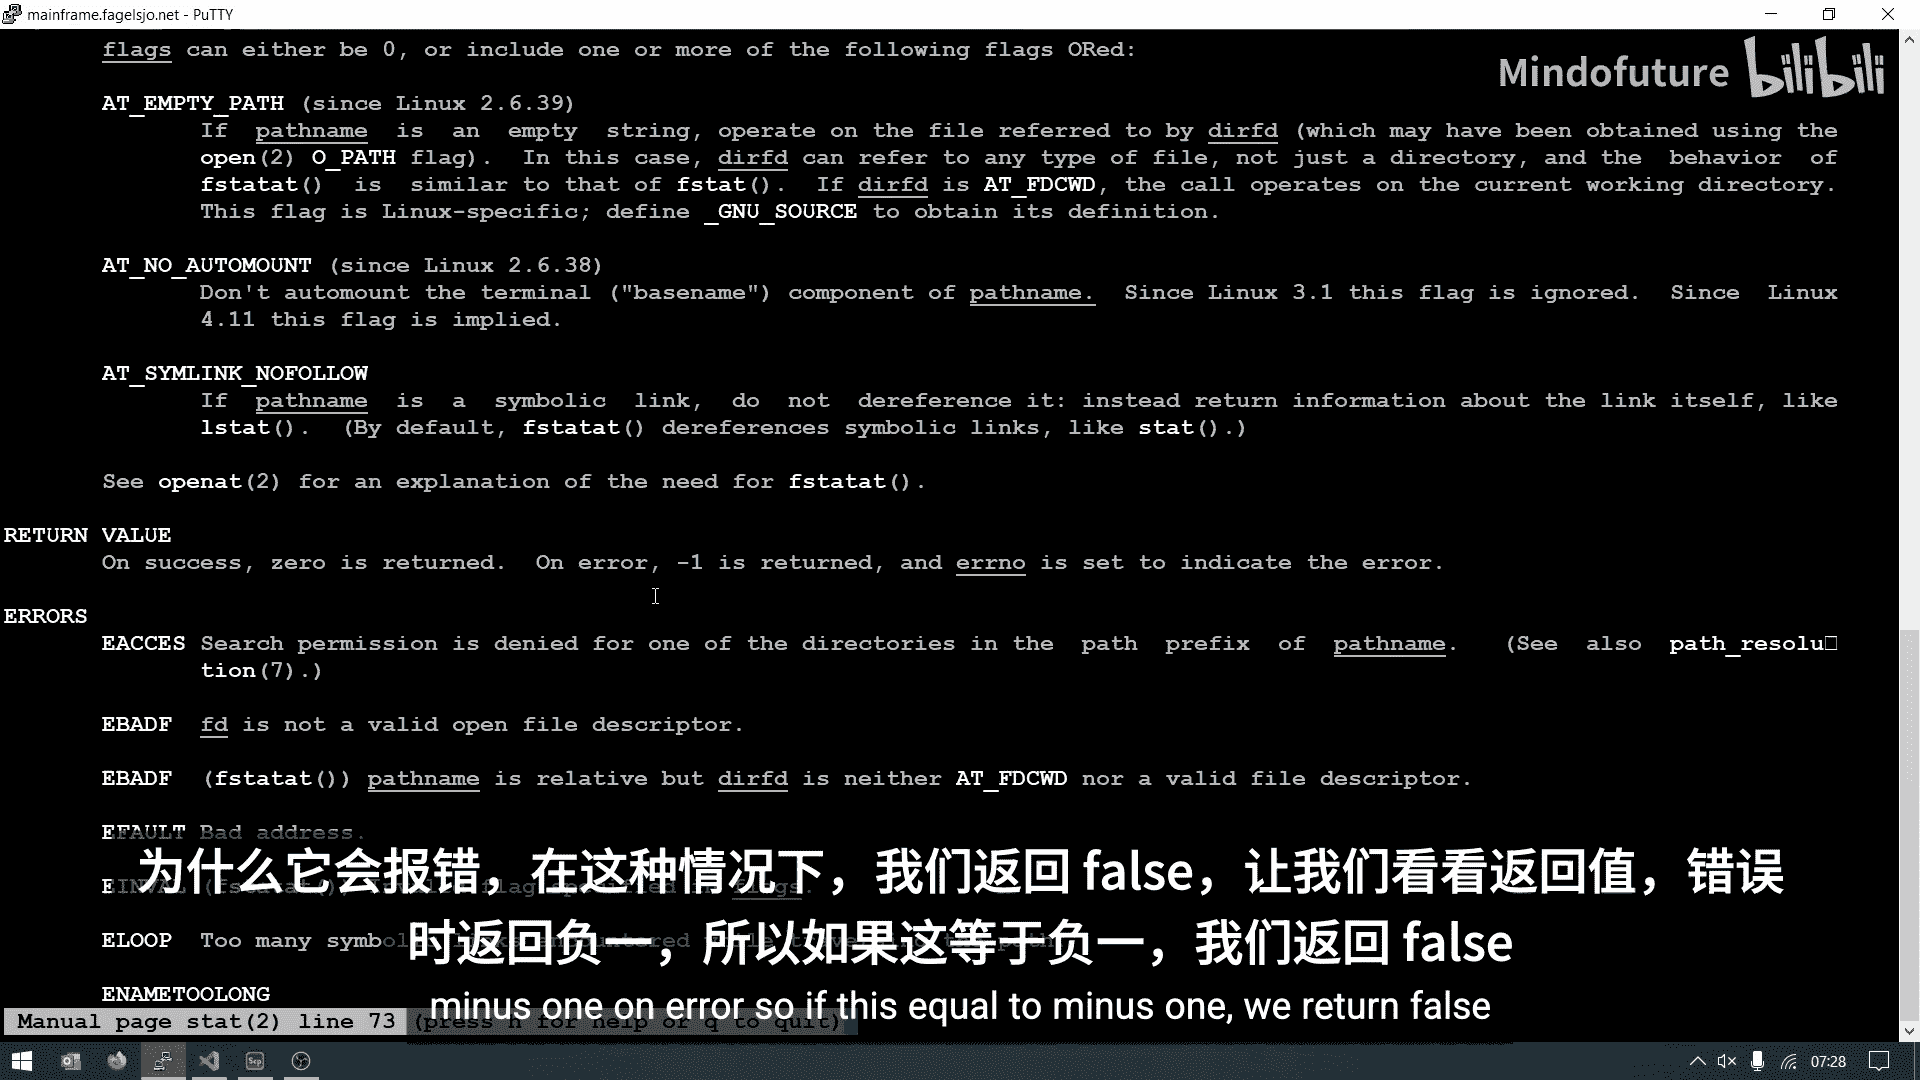 mainframe.fagelsjo.net - PuTTY
flags can either be 0, or include one or more of the following flags ORed:
Mindofuture bilibili
AT_EMPTY_PATH (since Linux 2.6.39)
If pathname is an empty string, operate on the file referred to by dirfd (which may have been obtained using the
open(2) O_PATH flag). In this case, dirfd can refer to any type of file, not just a directory, and the behavior of
fstatat() is similar to that of fstat(). If dirfd is AT_FDCWD, the call operates on the current working directory.
This flag is Linux-specific; define _GNU_SOURCE to obtain its definition.
AT_NO_AUTOMOUNT (since Linux 2.6.38)
Don't automount the terminal ("basename") component of pathname. Since Linux 3.1 this flag is ignored. Since Linux
4.11 this flag is implied.
AT_SYMLINK_NOFOLLOW
If pathname is a symbolic link, do not dereference it: instead return information about the link itself, like
lstat(). (By default, fstatat() dereferences symbolic links, like stat().)
See openat(2) for an explanation of the need for fstatat().
RETURN VALUE
On success, zero is returned. On error, -1 is returned, and errno is set to indicate the error.
ERRORS
EACCES Search permission is denied for one of the directories in the path prefix of pathname. (See also path_resolu
tion(7).)
EBADF fd is not a valid open file descriptor.
EBADF (fstatat()) pathname is relative but dirfd is neither AT_FDCWD nor a valid file descriptor.
EFAULT Bad address.
为什么它会报错，在这种情况下，我们返回 false，让我们看看返回值，错误
EINVAL (fstatat()) flag flags.
时返回负一，所以如果这等于负一，我们返回 false
ELOOP Too many
ENAMETOOLONG
minus one on error so if this equal to minus one, we return false
Manual page stat(2) line 73 (press h for help or q to quit)
07:28